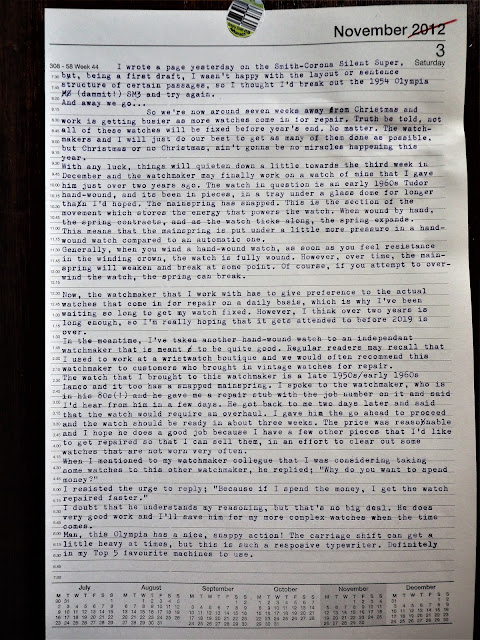 November 2012
3
308 - 58 Week 44
Saturday
I wrote a page yesterday on the Smith-Corona Silent Super,
but, being a first draft, I wasn't happy with the layout or sentence
structure of certain passages, so I thought I'd break out the 1954 Olympia
(dammit!) SM3 and try again.
And away we go...
So we're now around seven weeks away from Christmas and
work is getting busier as more watches come in for repair. Truth be told, not
all of these watches will be fixed before year's end. No matter. The watch-
makers and I will just do our best to get as many of them done as possible,
but Christmas or no Christmas, ain't gonna be no miracles happening this
year.
With any luck, things will quieten down a little towards the third week in
December and the watchmaker may finally work on a watch of mine that I gave
him just over two years ago. The watch in question is an early 1960s Tudor
hand-wound, and its been in pieces, in a tray under a glass dome for longer
than I'd hoped. The mainspring has snapped. This is the section of the
movement which stores the energy that powers the watch. When wound by hand,
the spring contracts, and as the watch ticks along, the spring expands.
This means that the mainspring is put under a little more pressure in a hand-
wound watch compared to an automatic one.
Generally, when you wind a hand-wound watch, as soon as you feel resistance
in the winding crown, the watch is fully wound. However, over time, the main-
spring will weaken and break at some point. Of course, if you attempt to over-
wind the watch, the spring can break.
Now, the watchmaker that I work with has to give preference to the actual
watches that come in for repair on a daily basis, which is why I've been
waiting so long to get my watch fixed. However, I think over two years is
long enough, so I'm really hoping that it gets attended to before 2019 is
over.
In the meantime, I've taken another hand-wound watch to an independent
watchmaker that is meant to be quite good. Regular readers may recall that
I used to work at a wristwatch boutique and we would often recommend this
watchmaker to customers who brought in vintage watches for repair.
The watch that I brought to this watchmaker is a late 1950s/early 1960s
Lanco and it too has a snapped mainspring. I spoke to the watchmaker, who is
in his 80s(!) and he gave me a repair stub with the job number on it and said
I'd hear from him in a few days. He got back to me two days later and said
that the watch would require an overhaul. I gave him the go ahead to proceed
and the watch should be ready in about three weeks. The price was reasonable
and I hope he does a good job because I have a few other pieces that I'd like
to get repaired so that I can sell them, in an effort to clear out some
watches that are not worn very often.
When I mentioned to my watchmaker collegue that I was considering taking
some watches to this other watchmaker, he replied; "Why do you want to spend
money?"
I resisted the urge to reply; "Because if I spend the money, I get the watch
repaired faster."
I doubt that he understands my reasoning, but that's no big deal. He does
very good work and I'll save him for my more complex watches when the time
comes.
Man, this Olympia has a nice, snappy action! The carriage shift can get a
little heavy at times, but this is such a resposive typewriter. Definitely
in my Top 5 favourite machines to use.
July August September October November December